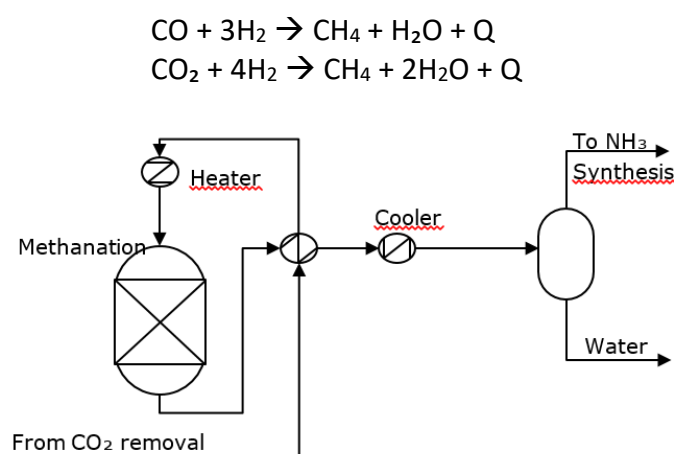 CO + 3H₂ → CH₄ + H₂O + Q
CO₂ + 4H₂ → CH₄ + 2H₂O + Q
To NH₃
Synthesis
Heater
Cooler
Methanation
Water
From CO₂ removal